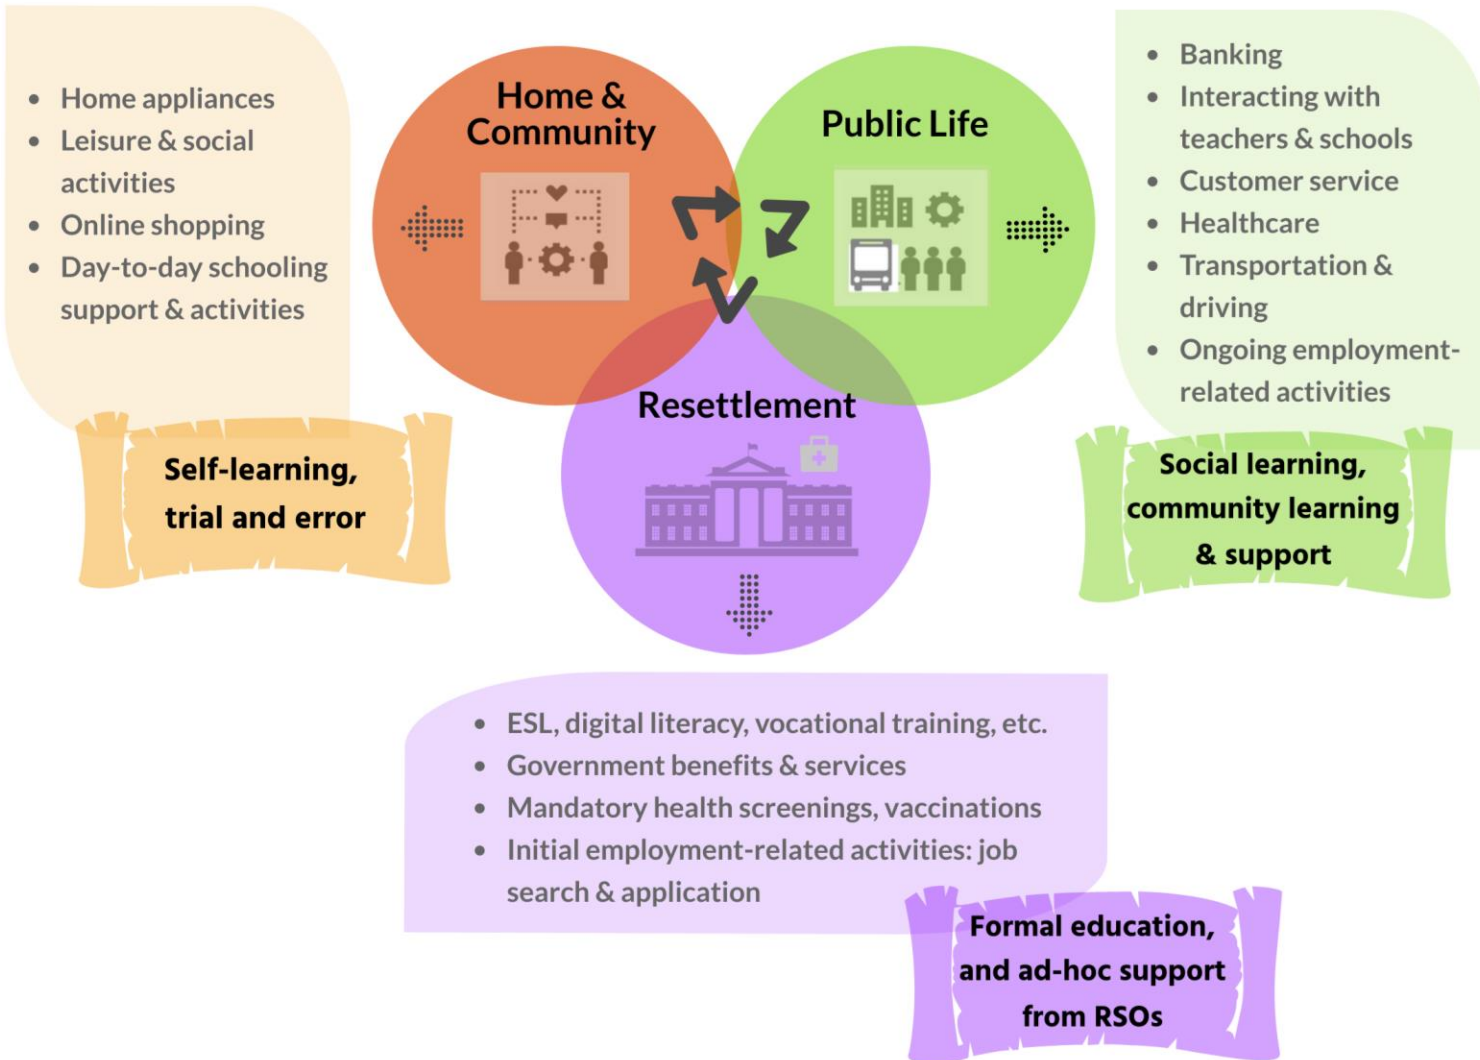 Home &
Community
Public Life
Resettlement
• Home appliances
• Leisure & social
activities
• Online shopping
• Day-to-day schooling
support & activities
Self-learning,
trial and error
• Banking
• Interacting with
teachers & schools
• Customer service
• Healthcare
• Transportation &
driving
• Ongoing employment-
related activities
Social learning,
community learning
& support
• ESL, digital literacy, vocational training, etc.
• Government benefits & services
• Mandatory health screenings, vaccinations
• Initial employment-related activities: job
search & application
Formal education,
and ad-hoc support
from RSOs